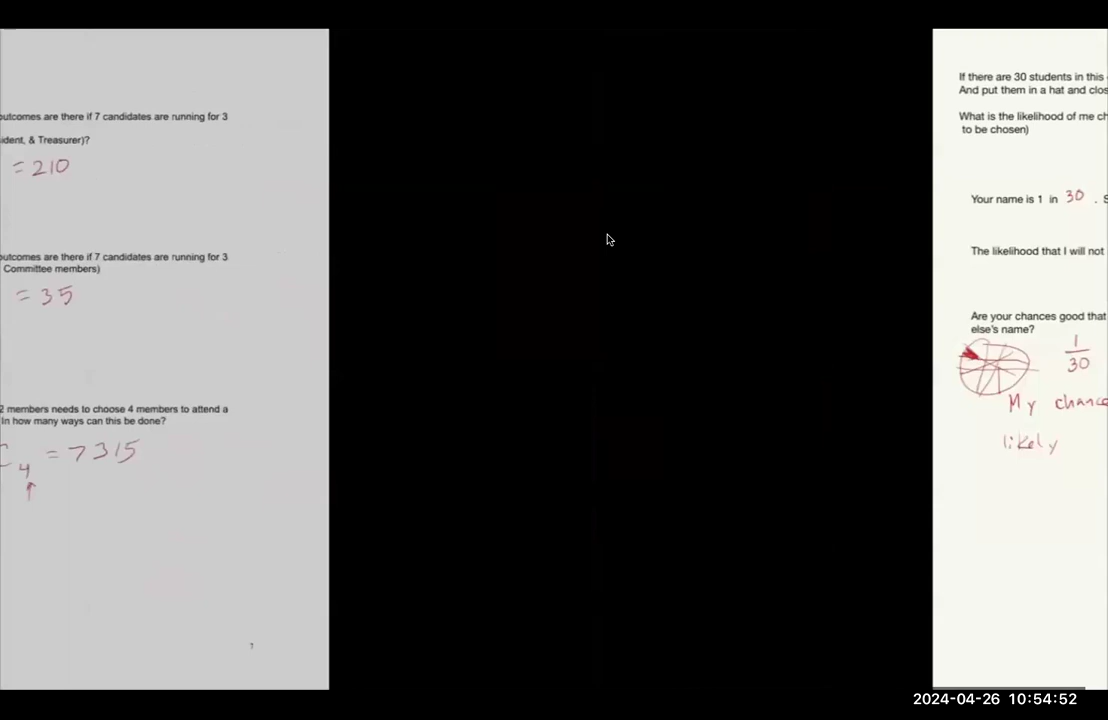 outcomes are there if 7 candidates are running for 3
ident, & Treasurer)?
= 210
outcomes are there if 7 candidates are running for 3
Committee members)
= 35
2 members needs to choose 4 members to attend a
In how many ways can this be done?
C 4 = 7315
7
If there are 30 students in this
And put them in a hat and clos
What is the likelihood of me ch
to be chosen)
Your name is 1 in 30 . S
The likelihood that I will not
Are your chances good that
else's name?
1
30
My chance
likely
2024-04-26 10:54:52